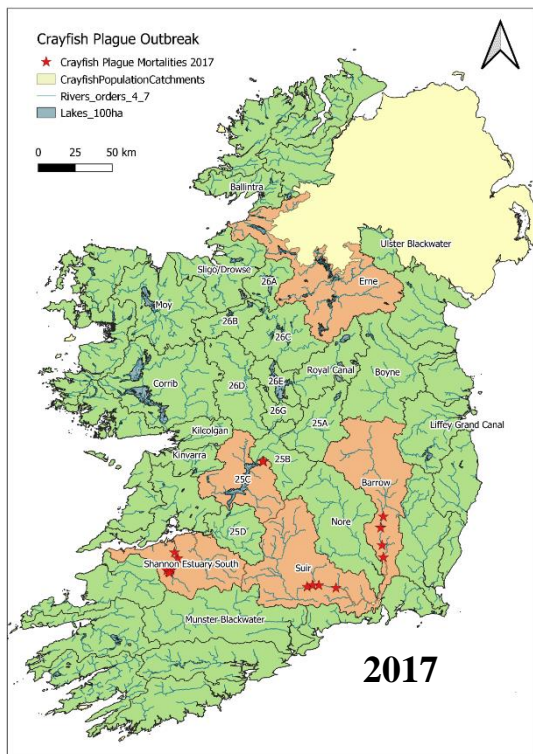 Crayfish Plague Outbreak
Crayfish Plague Mortalities 2017
CrayfishPopulationCatchments
Rivers_orders_4_7
Lakes_100ha
0 25 50 km
Ballintra
Ulster Blackwater
Sligo/Drowse
26A
Erne
Moy
26B
26C
Royal Canal
Boyne
Corrib
26D
26E
26G
25A
Kilcolgan
Liffey Grand Canal
Kinvarra
25B
25C
Barrow
Nore
25D
Shannon Estuary South
Suir
Munster Blackwater
2017